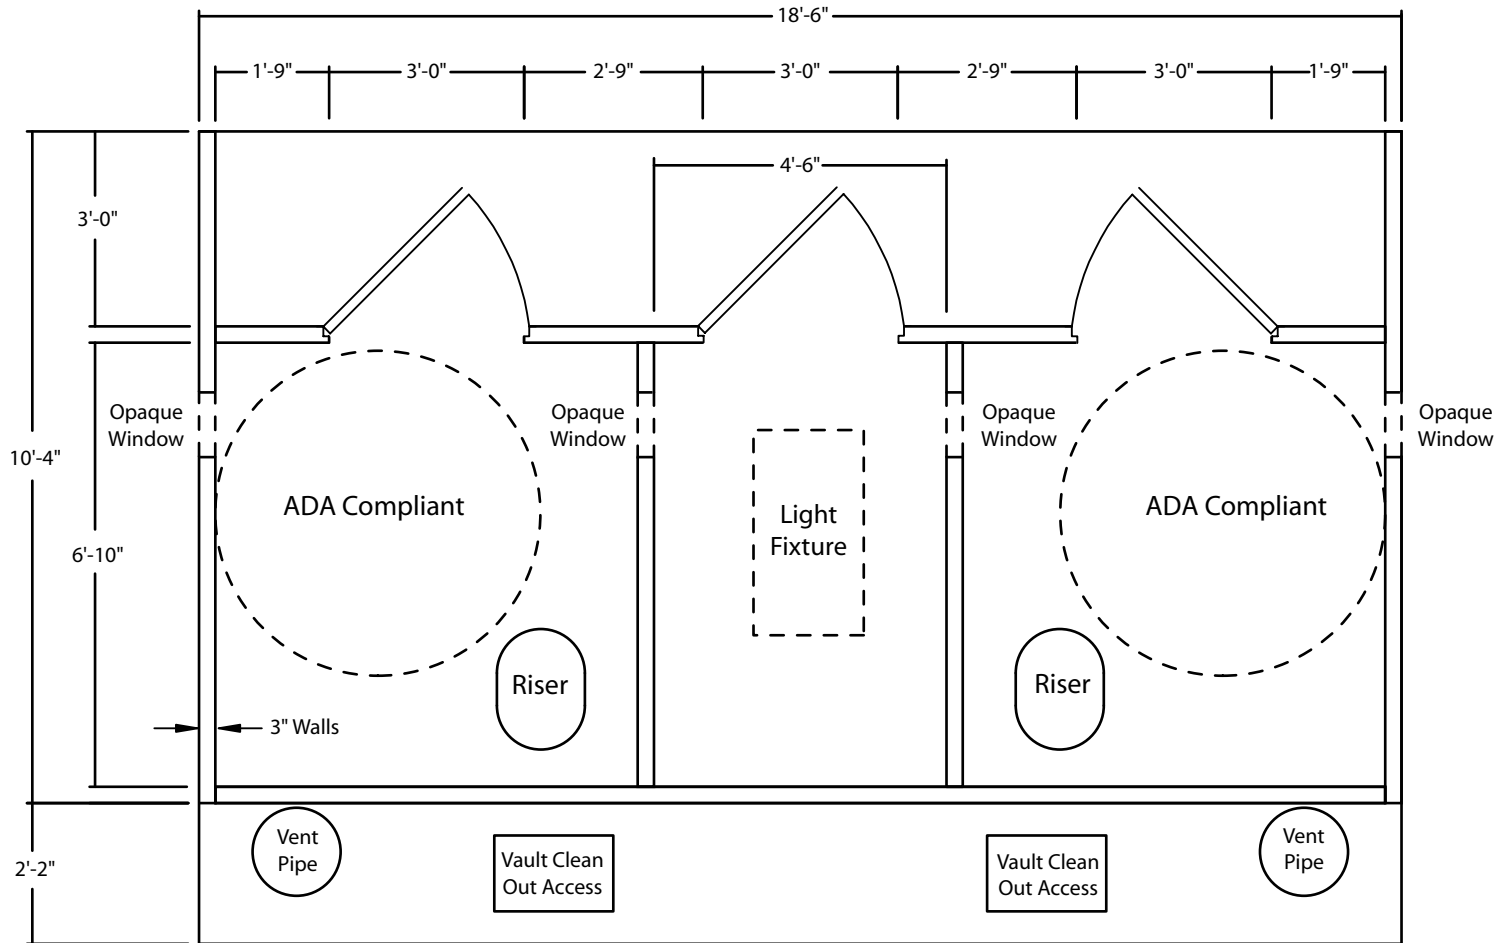 18'-6"
1'-9"
3'-0"
2'-9"
3'-0"
2'-9"
3'-0"
1'-9"
4'-6"
3'-0"
Opaque
Window
Opaque
Window
Opaque
Window
Opaque
Window
10'-4"
ADA Compliant
Light
Fixture
ADA Compliant
6'-10"
Riser
Riser
3" Walls
Vent
Pipe
Vault Clean
Out Access
Vault Clean
Out Access
Vent
Pipe
2'-2"